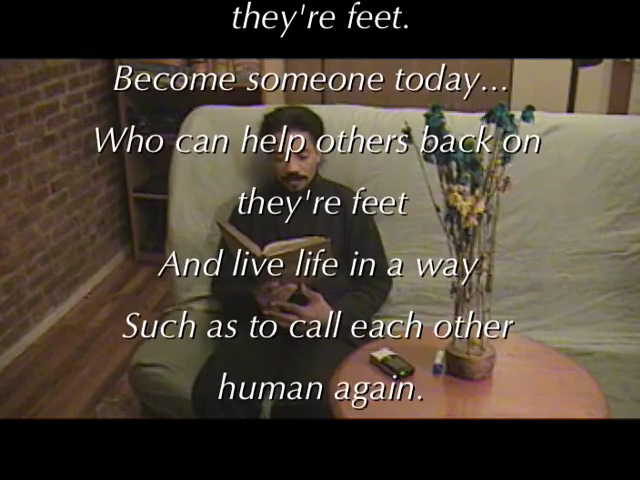 they're feet.
Become someone today...
Who can help others back on
they're feet
And live life in a way
Such as to call each other
human again.